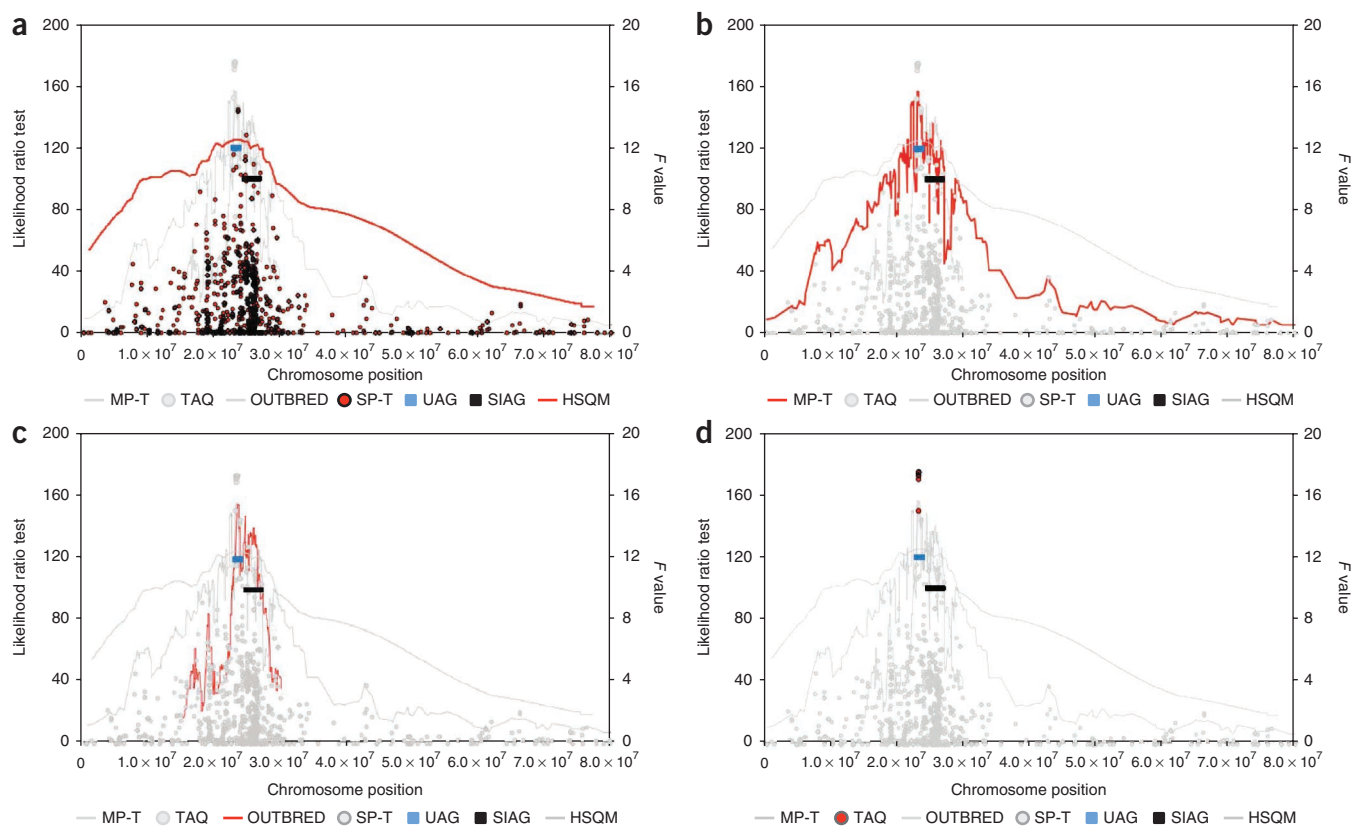 a
200
160
120
80
40
0
Likelihood ratio test
20
16
12
8
4
0
F value
0 1.0 × 10⁷ 2.0 × 10⁷ 3.0 × 10⁷ 4.0 × 10⁷ 5.0 × 10⁷ 6.0 × 10⁷ 7.0 × 10⁷ 8.0 × 10⁷
Chromosome position
MP-T TAQ OUTBRED SP-T UAG SIAG HSQM
b
200
160
120
80
40
0
Likelihood ratio test
20
16
12
8
4
0
F value
0 1.0 × 10⁷ 2.0 × 10⁷ 3.0 × 10⁷ 4.0 × 10⁷ 5.0 × 10⁷ 6.0 × 10⁷ 7.0 × 10⁷ 8.0 × 10⁷
Chromosome position
MP-T TAQ OUTBRED SP-T UAG SIAG HSQM
c
200
160
120
80
40
0
Likelihood ratio test
20
16
12
8
4
0
F value
0 1.0 × 10⁷ 2.0 × 10⁷ 3.0 × 10⁷ 4.0 × 10⁷ 5.0 × 10⁷ 6.0 × 10⁷ 7.0 × 10⁷ 8.0 × 10⁷
Chromosome position
MP-T TAQ OUTBRED SP-T UAG SIAG HSQM
d
200
160
120
80
40
0
Likelihood ratio test
20
16
12
8
4
0
F value
0 1.0 × 10⁷ 2.0 × 10⁷ 3.0 × 10⁷ 4.0 × 10⁷ 5.0 × 10⁷ 6.0 × 10⁷ 7.0 × 10⁷ 8.0 × 10⁷
Chromosome position
MP-T TAQ OUTBRED SP-T UAG SIAG HSQM